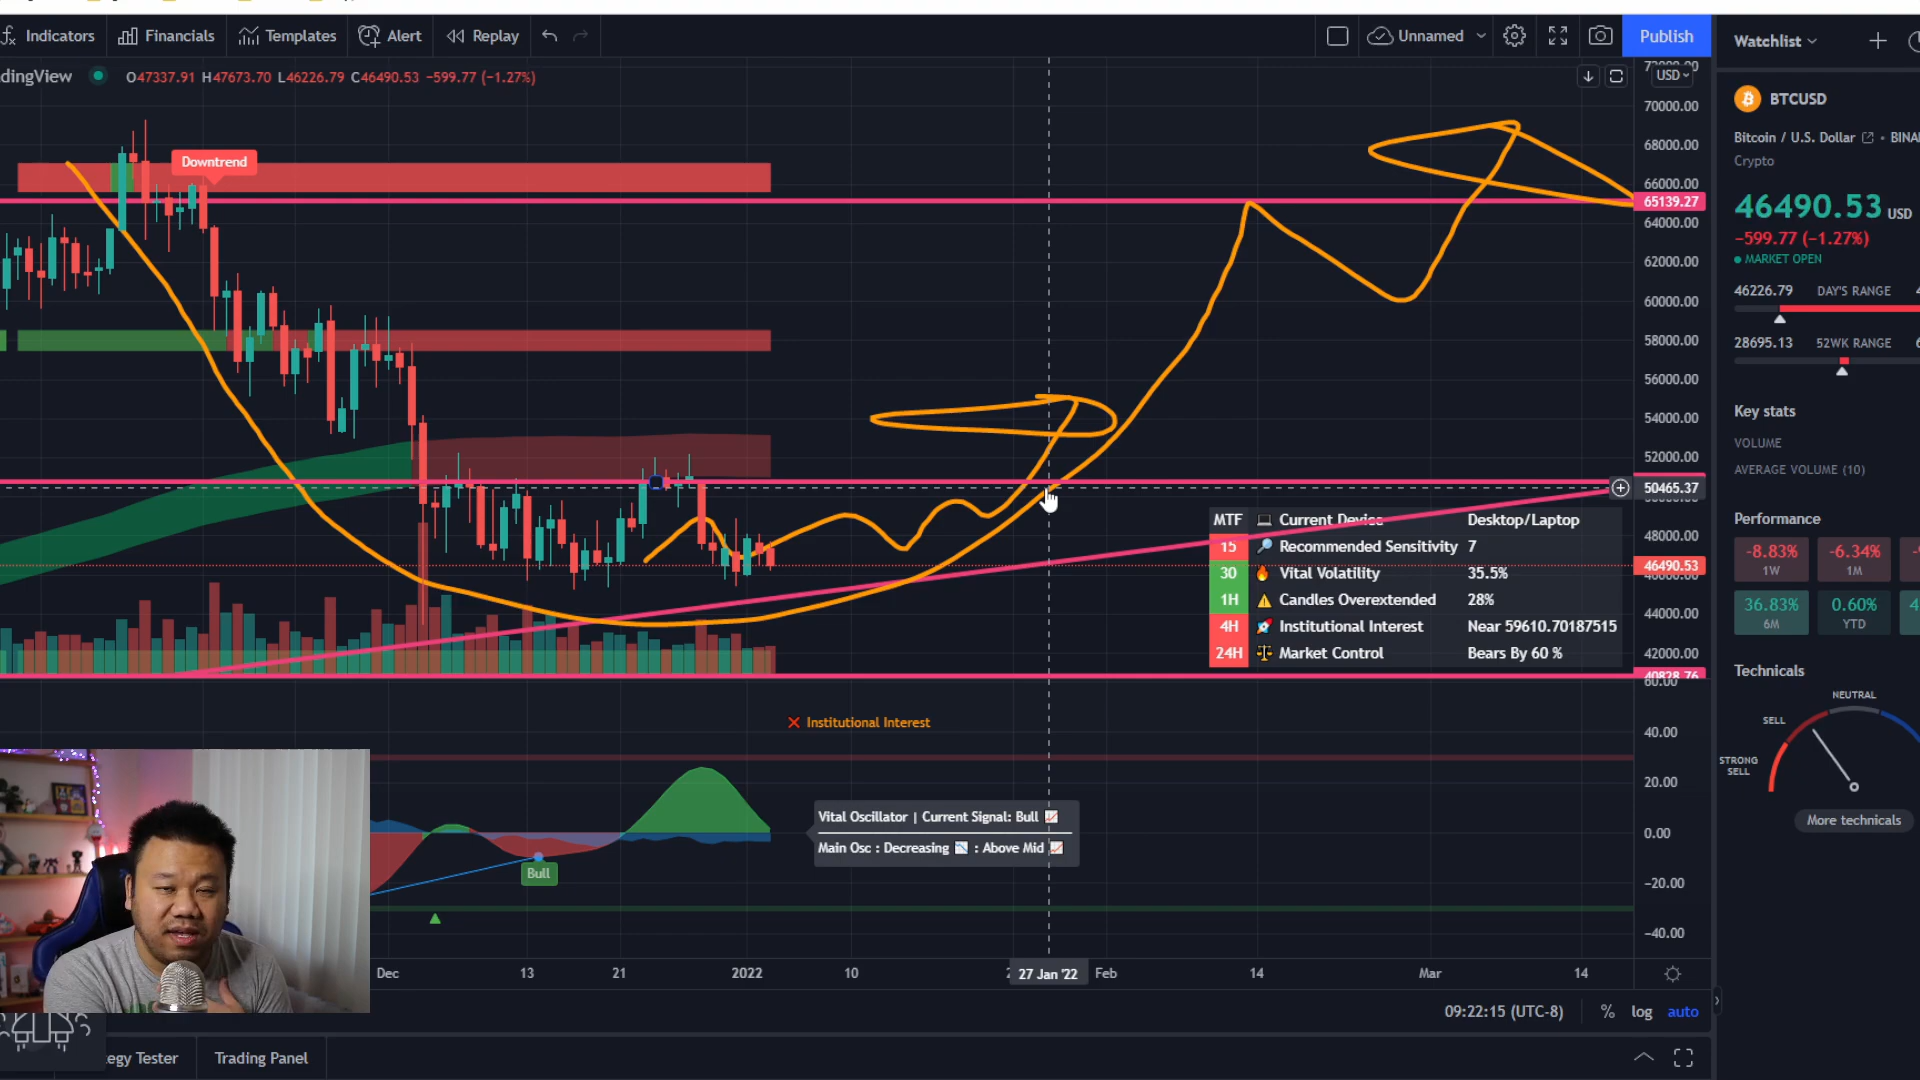 Indicators Financials Templates Alert Replay Unnamed Publish Watchlist
dingView O47337.91 H47673.70 L46226.79 C46490.53 −599.77 (−1.27%)
USD
70000.00
68000.00
66000.00
65139.27
64000.00
62000.00
60000.00
58000.00
56000.00
54000.00
52000.00
50465.37
48000.00
46490.53
44000.00
42000.00
40828.76
60.00
40.00
20.00
0.00
−20.00
−40.00
Downtrend
MTF Current Device Desktop/Laptop
15 Recommended Sensitivity 7
30 Vital Volatility 35.5%
1H Candles Overextended 28%
4H Institutional Interest Near 59610.70187515
24H Market Control Bears By 60 %
Institutional Interest
Vital Oscillator | Current Signal: Bull
Main Osc : Decreasing : Above Mid
Bull
Dec 13 21 2022 10 27 Jan '22 Feb 14 Mar 14
09:22:15 (UTC-8) % log auto
egy Tester Trading Panel
BTCUSD
Bitcoin / U.S. Dollar • BINA
Crypto
46490.53 USD
−599.77 (−1.27%)
MARKET OPEN
46226.79 DAY'S RANGE
28695.13 52WK RANGE
Key stats
VOLUME
AVERAGE VOLUME (10)
Performance
-8.83% -6.34%
1W 1M
36.83% 0.60%
6M YTD
Technicals
NEUTRAL
SELL
STRONG
SELL
More technicals